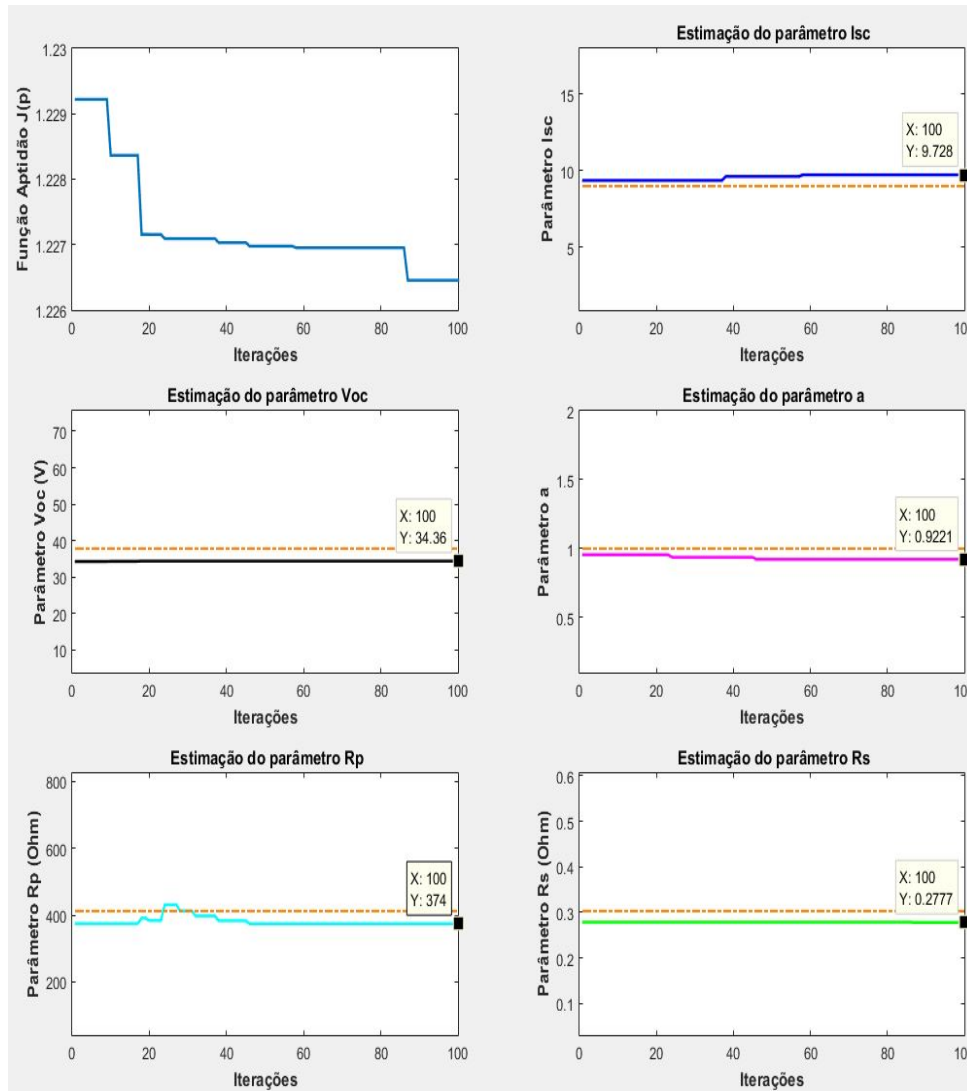 1.23
1.229
1.228
1.227
1.226
Função Aptidão J(p)
0 20 40 60 80 100
Iterações
Estimação do parâmetro Isc
15
10
5
Parâmetro Isc
X: 100
Y: 9.728
0 20 40 60 80 100
Iterações
Estimação do parâmetro Voc
70
60
50
40
30
20
10
Parâmetro Voc (V)
X: 100
Y: 34.36
0 20 40 60 80 100
Iterações
Estimação do parâmetro a
2
1.5
1
0.5
Parâmetro a
X: 100
Y: 0.9221
0 20 40 60 80 100
Iterações
Estimação do parâmetro Rp
800
600
400
200
Parâmetro Rp (Ohm)
X: 100
Y: 374
0 20 40 60 80 100
Iterações
Estimação do parâmetro Rs
0.6
0.5
0.4
0.3
0.2
0.1
Parâmetro Rs (Ohm)
X: 100
Y: 0.2777
0 20 40 60 80 100
Iterações